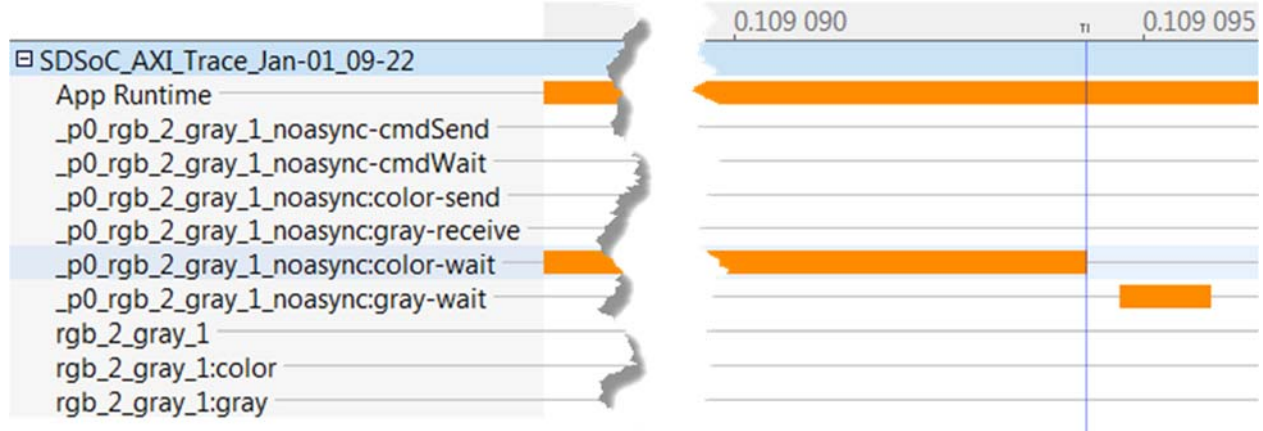 0.109 090 0.109 095
SDSoC_AXI_Trace_Jan-01_09-22
App Runtime
_p0_rgb_2_gray_1_noasync-cmdSend
_p0_rgb_2_gray_1_noasync-cmdWait
_p0_rgb_2_gray_1_noasync:color-send
_p0_rgb_2_gray_1_noasync:gray-receive
_p0_rgb_2_gray_1_noasync:color-wait
_p0_rgb_2_gray_1_noasync:gray-wait
rgb_2_gray_1
rgb_2_gray_1:color
rgb_2_gray_1:gray